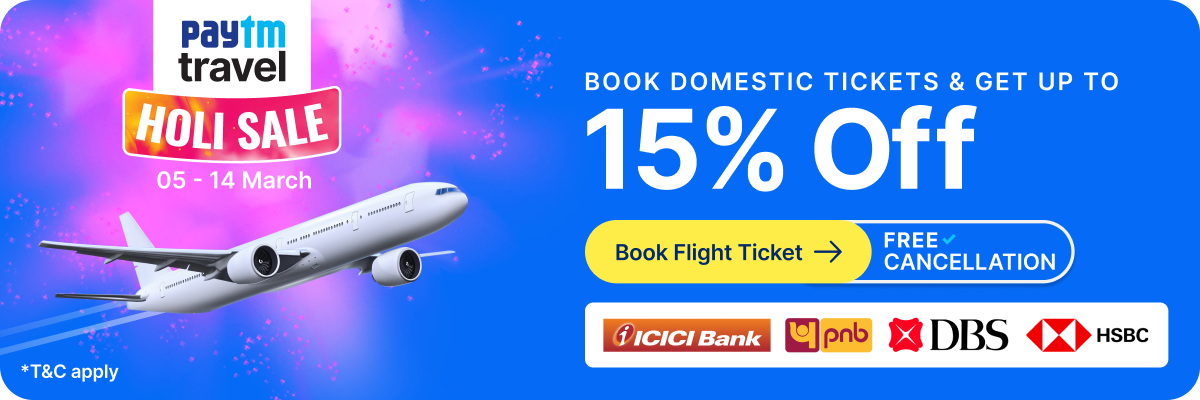 paytm
travel
HOLI SALE
05 - 14 March
*T&C apply
BOOK DOMESTIC TICKETS & GET UP TO
15% Off
Book Flight Ticket →
FREE✓
CANCELLATION
ICICI Bank
pnb
DBS
HSBC